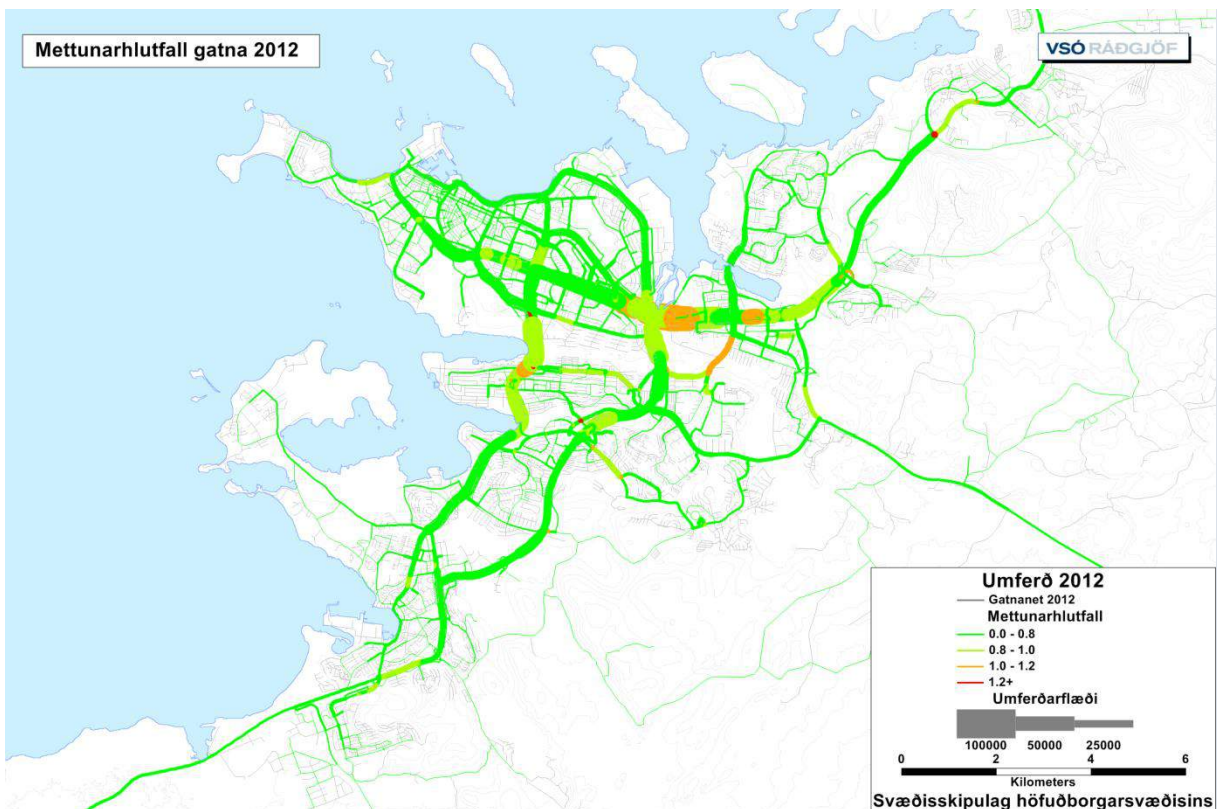 Mettunarhlutfall gatna 2012
VSÓ RÁÐGJÖF
Umferð 2012
Gatnanet 2012
Mettunarhlutfall
0.0 - 0.8
0.8 - 1.0
1.0 - 1.2
1.2+
Umferðarflæði
100000 50000 25000
0 2 4 6
Kilometers
Svæðisskipulag höfuðborgarsvæðisins